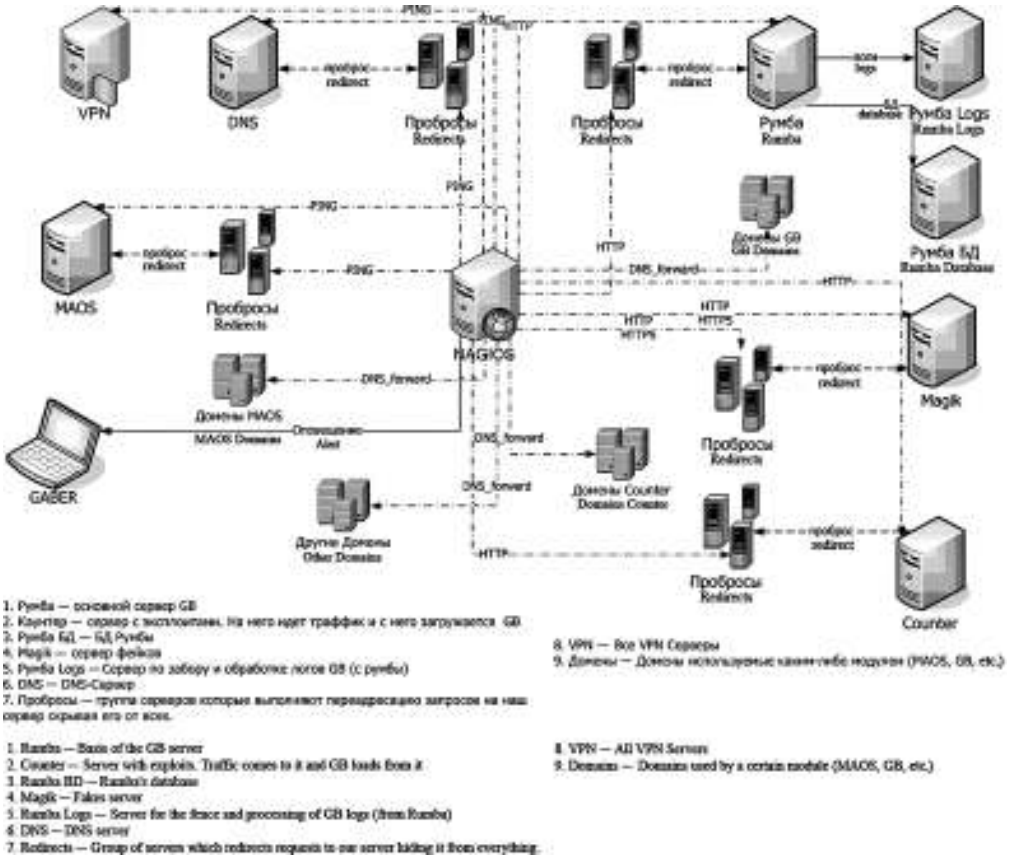 PING
PING
HTTP
VPN
DNS
проброс
redirect
Пробросы
Redirects
Пробросы
Redirects
проброс
redirect
Румба
Rumba
логи
logs
БД
database
Румба Logs
Rumba Logs
Румба БД
Rumba Database
PING
PING
MAOS
проброс
redirect
Пробросы
Redirects
PING
NAGIOS
HTTP
Домены GB
GB Domains
DNS_forward
HTTP
HTTP
HTTPS
HTTP
HTTPS
Magik
проброс
redirect
Пробросы
Redirects
DNS_forward
Домены MAOS
MAOS Domains
Оповещение
Alert
GABER
DNS_forward
Домены Counter
Domains Counter
DNS_forward
Другие Домены
Other Domains
HTTP
проброс
redirect
Пробросы
Redirects
Counter
1. Румба — основной сервер GB
2. Каунтер — сервер с эксплоитами. На него идет траффик и с него загружается GB
3. Румба БД — БД Румбы
4. Magik — сервер фейков
5. Румба Logs — Сервер по забору и обработке логов GB (с румбы)
6. DNS — DNS-Сервер
7. Пробросы — группа серверов которые выполняют переадресацию запросов на наш
сервер скрывая его от всех.
8. VPN — Все VPN Серверы
9. Домены — Домены используемые каким-либо модулем (MAOS, GB, etc.)
1. Rumba — Basis of the GB server
2. Counter — Server with exploits. Traffic comes to it and GB loads from it
3. Rumba BD — Rumba's database
4. Magik — Fakes server
5. Rumba Logs — Server for the fence and processing of GB logs (from Rumba)
6. DNS — DNS server
7. Redirects — Group of servers which redirects requests to our server hiding it from everything.
8. VPN — All VPN Servers
9. Domains — Domains used by a certain module (MAOS, GB, etc.)